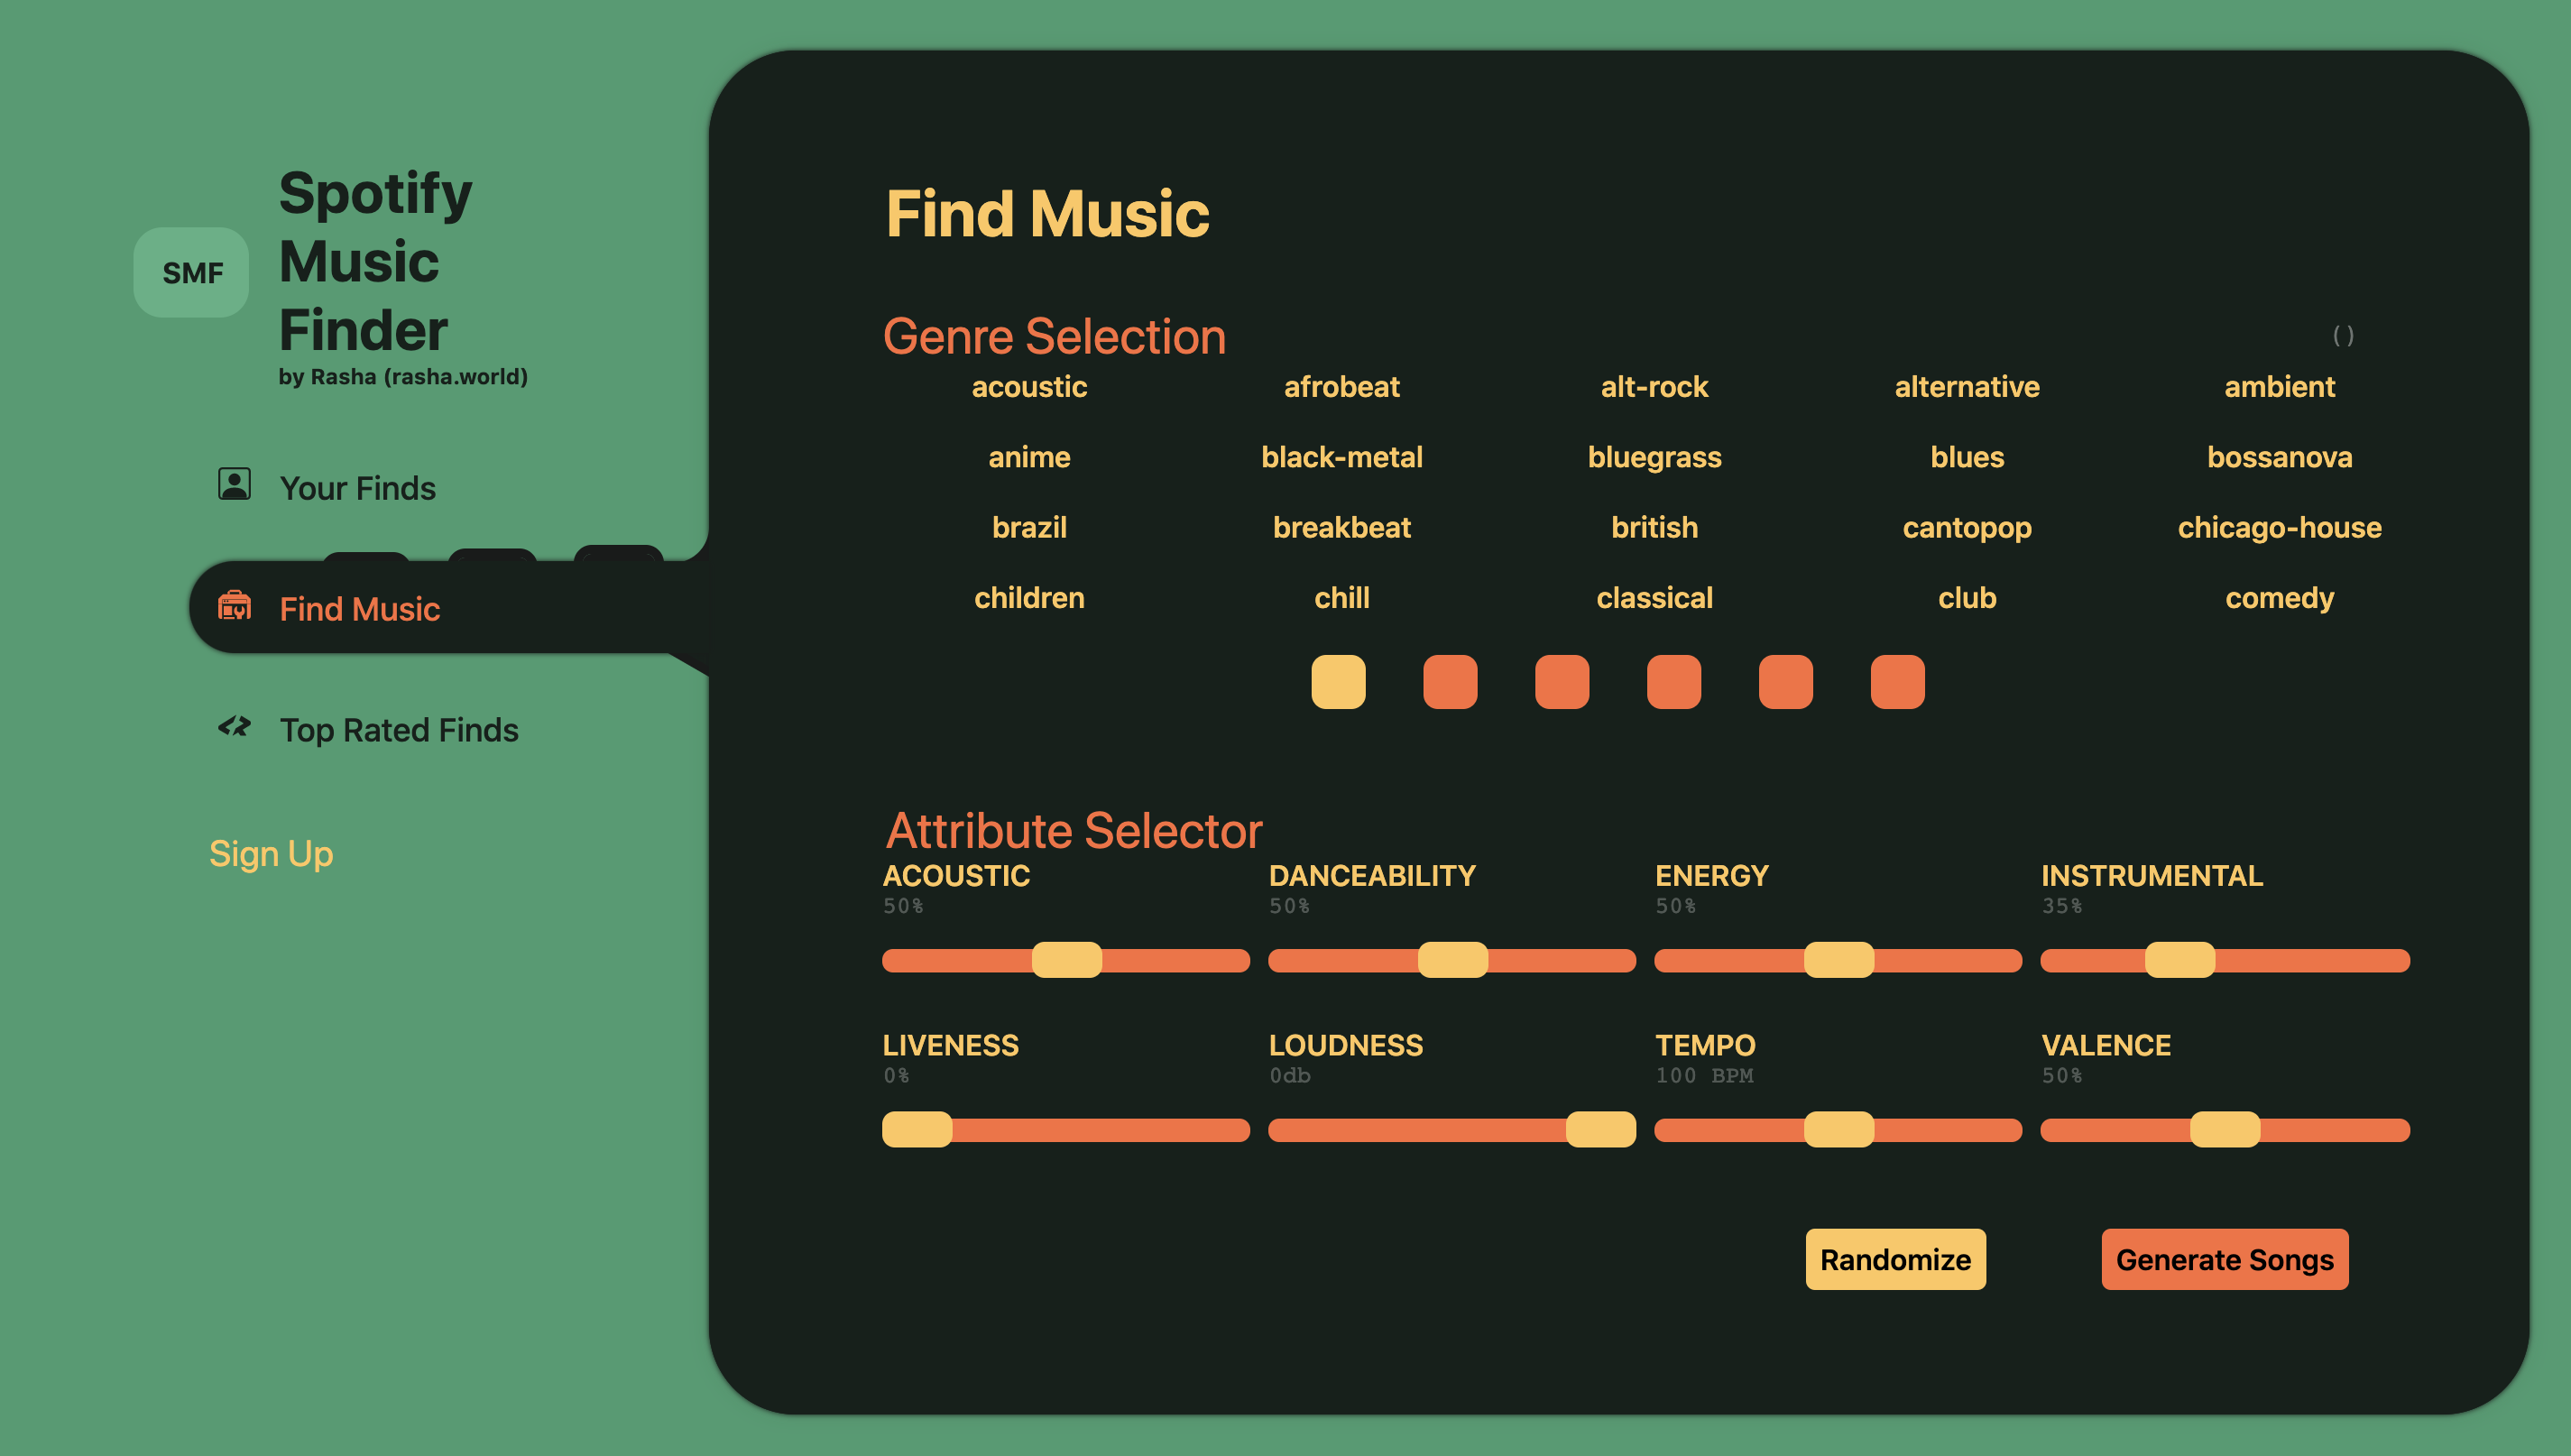 SMF
Spotify
Music
Finder
by Rasha (rasha.world)
Your Finds
Find Music
Top Rated Finds
Sign Up
Find Music
Genre Selection
()
acoustic afrobeat alt-rock alternative ambient
anime black-metal bluegrass blues bossanova
brazil breakbeat british cantopop chicago-house
children chill classical club comedy
Attribute Selector
ACOUSTIC DANCEABILITY ENERGY INSTRUMENTAL
50% 50% 50% 35%
LIVENESS LOUDNESS TEMPO VALENCE
0% 0db 100 BPM 50%
Randomize Generate Songs